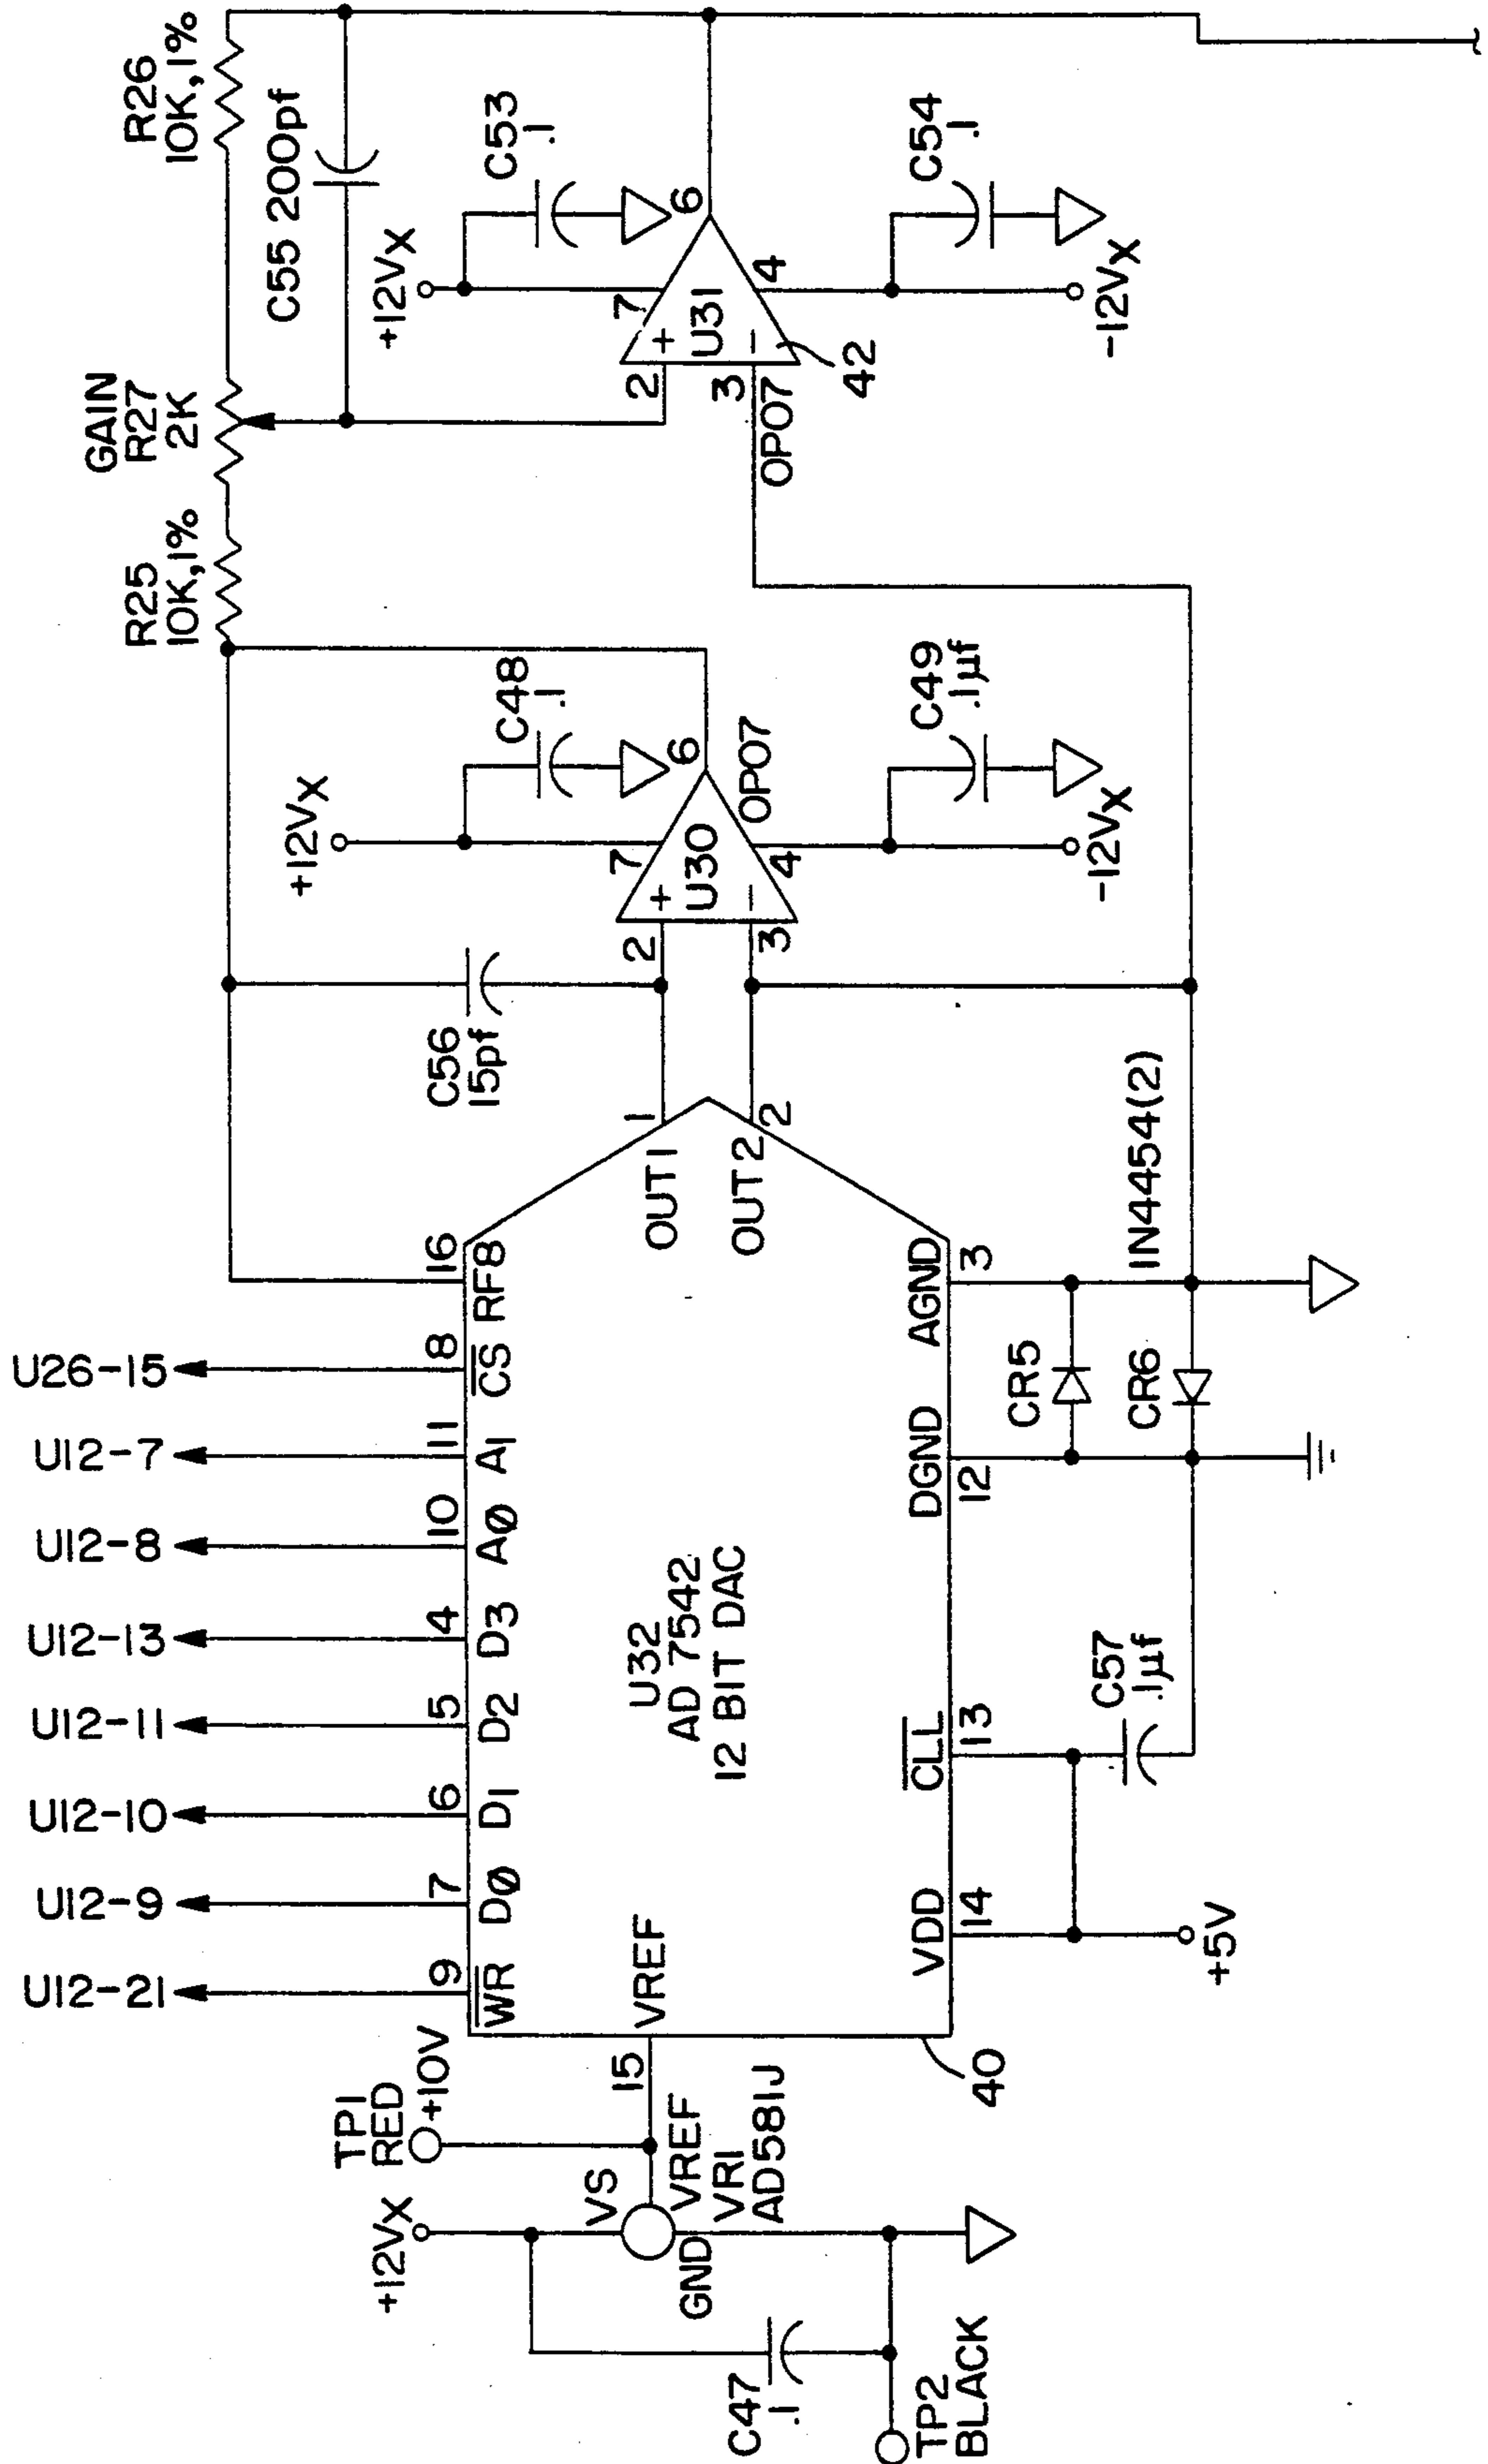 U12-21
U12-9
U12-10
U12-11
U12-13
U12-8
U12-7
U26-15
9
7
6
5
4
10
11
8
16
WR
D0
D1
D2
D3
A0
A1
CS
RF8
TP1
RED
+10V
+12VX
VS
GND
VREF
VR1
AD581J
C47
.1
TP2
BLACK
15
VREF
40
U32
AD 7542
12 BIT DAC
OUT1
1
OUT2
2
VDD
14
CLL
13
DGND
12
AGND
3
+5V
C57
.1µf
CR5
CR6
1N4454(2)
C56
15pf
+12VX
C48
.1
2
+
7
U30
6
OP07
3
−
4
C49
.1µf
-12VX
R25
10K,1%
GAIN
R27
2K
R26
10K,1%
C55 200pf
+12VX
C53
.1
2
+
7
U31
6
3
−
4
OP07
42
C54
.1
-12VX